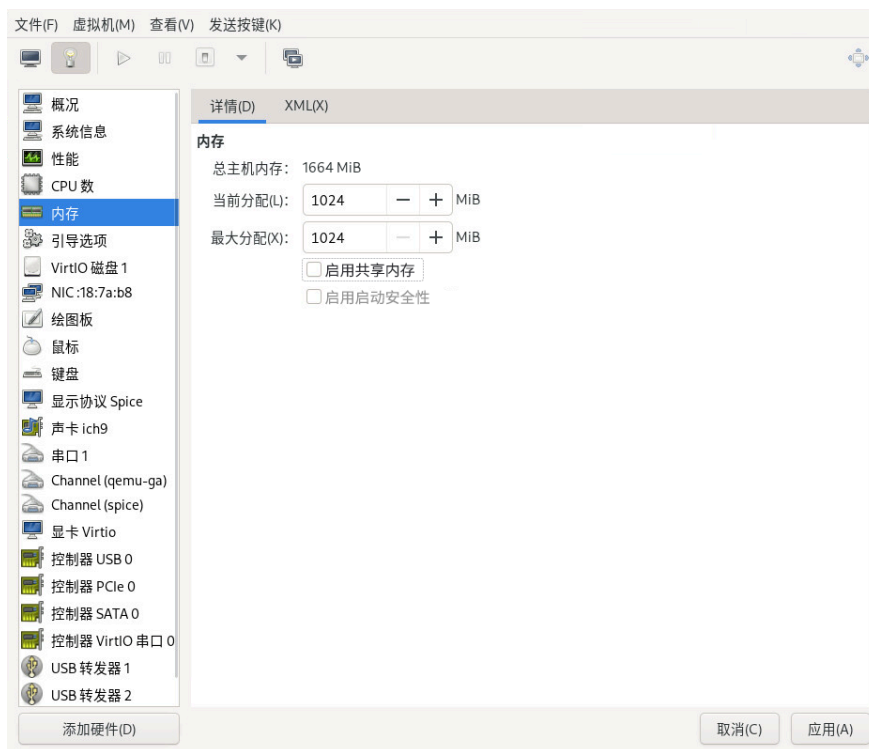 文件(F) 虚拟机(M) 查看(V) 发送按键(K)
概况
系统信息
性能
CPU 数
内存
引导选项
VirtIO 磁盘 1
NIC :18:7a:b8
绘图板
鼠标
键盘
显示协议 Spice
声卡 ich9
串口 1
Channel (qemu-ga)
Channel (spice)
显卡 Virtio
控制器 USB 0
控制器 PCIe 0
控制器 SATA 0
控制器 VirtIO 串口 0
USB 转发器 1
USB 转发器 2
添加硬件(D)
详情(D) XML(X)
内存
总主机内存: 1664 MiB
当前分配(L): 1024 − + MiB
最大分配(X): 1024 − + MiB
启用共享内存
启用启动安全性
取消(C) 应用(A)